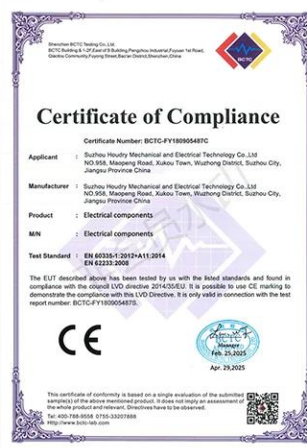 Shenzhen BCTC Testing Co.,Ltd.
BCTC Building & 1-2F,East of B Building,Pengzhou Industrial,Fuyuan 1st Road,
Qiaotou Community,Fuyong Street,Bao'an District,Shenzhen,China
BCTC
Certificate of Compliance
Certificate Number: BCTC-FY180905487C
Applicant : Suzhou Houdry Mechanical and Electrical Technology Co.,Ltd
NO.958, Maopeng Road, Xukou Town, Wuzhong District, Suzhou City,
Jiangsu Province China
Manufacturer : Suzhou Houdry Mechanical and Electrical Technology Co.,Ltd
NO.958, Maopeng Road, Xukou Town, Wuzhong District, Suzhou City,
Jiangsu Province China
Product : Electrical components
M/N : Electrical components
Test Standard : EN 60335-1:2012+A11:2014
EN 62233:2008
The EUT described above has been tested by us with the listed standards and found in
compliance with the council LVD directive 2014/35/EU. It is possible to use CE marking to
demonstrate the compliance with this LVD Directive. It is only valid in connection with the test
report number: BCTC-FY180905487S.
CE
BCTC
Manager
Feb. 25,2025
Apr. 29,2025
This certificate of conformity is based on a single evaluation of the submitted
sample(s) of the above mentioned product. It does not imply an assessment of
the whole product and relevant. Directives have to be observed.
Tel: 400-788-9558 0755-33207888
Http://www.bctc-lab.com